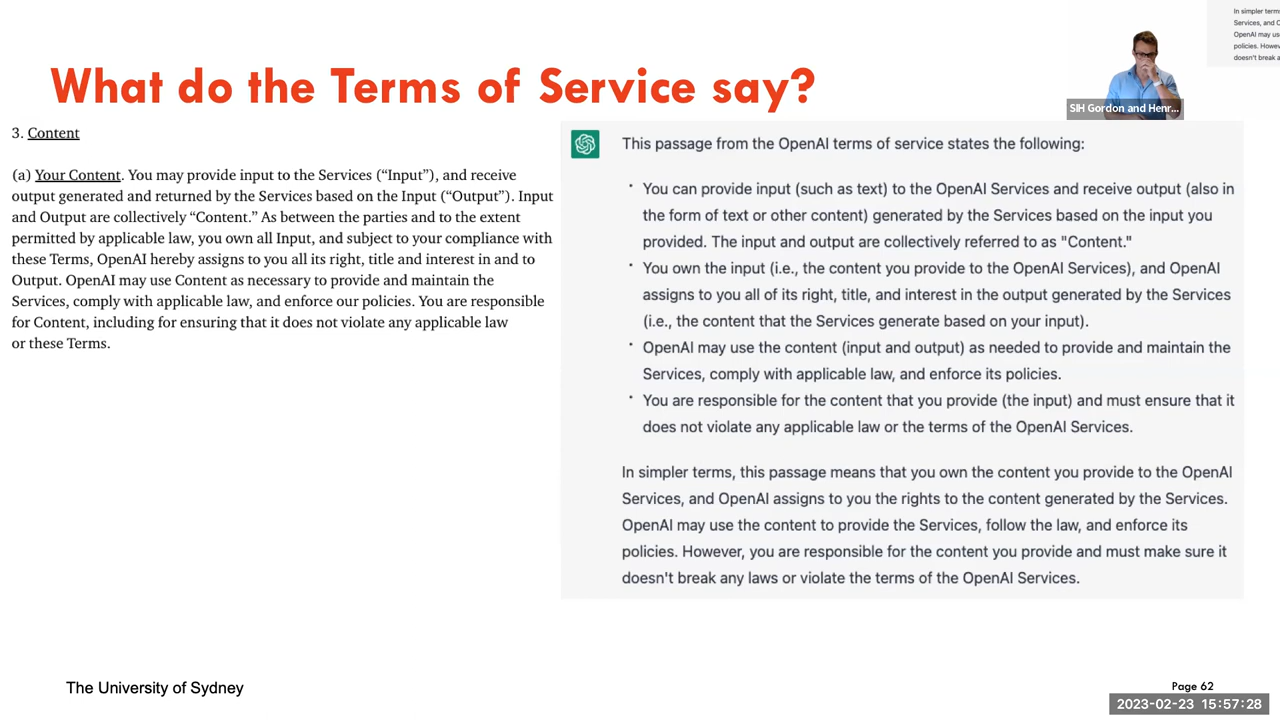 What do the Terms of Service say?
3. Content
(a) Your Content. You may provide input to the Services (“Input”), and receive
output generated and returned by the Services based on the Input (“Output”). Input
and Output are collectively “Content.” As between the parties and to the extent
permitted by applicable law, you own all Input, and subject to your compliance with
these Terms, OpenAI hereby assigns to you all its right, title and interest in and to
Output. OpenAI may use Content as necessary to provide and maintain the
Services, comply with applicable law, and enforce our policies. You are responsible
for Content, including for ensuring that it does not violate any applicable law
or these Terms.
This passage from the OpenAI terms of service states the following:
• You can provide input (such as text) to the OpenAI Services and receive output (also in
the form of text or other content) generated by the Services based on the input you
provided. The input and output are collectively referred to as "Content."
• You own the input (i.e., the content you provide to the OpenAI Services), and OpenAI
assigns to you all of its right, title, and interest in the output generated by the Services
(i.e., the content that the Services generate based on your input).
• OpenAI may use the content (input and output) as needed to provide and maintain the
Services, comply with applicable law, and enforce its policies.
• You are responsible for the content that you provide (the input) and must ensure that it
does not violate any applicable law or the terms of the OpenAI Services.
In simpler terms, this passage means that you own the content you provide to the OpenAI
Services, and OpenAI assigns to you the rights to the content generated by the Services.
OpenAI may use the content to provide the Services, follow the law, and enforce its
policies. However, you are responsible for the content you provide and must make sure it
doesn't break any laws or violate the terms of the OpenAI Services.
SIH Gordon and Henr...
In simpler terms
Services, and O
OpenAI may use
policies. Howev
doesn't break a
The University of Sydney
Page 62
2023-02-23 15:57:28